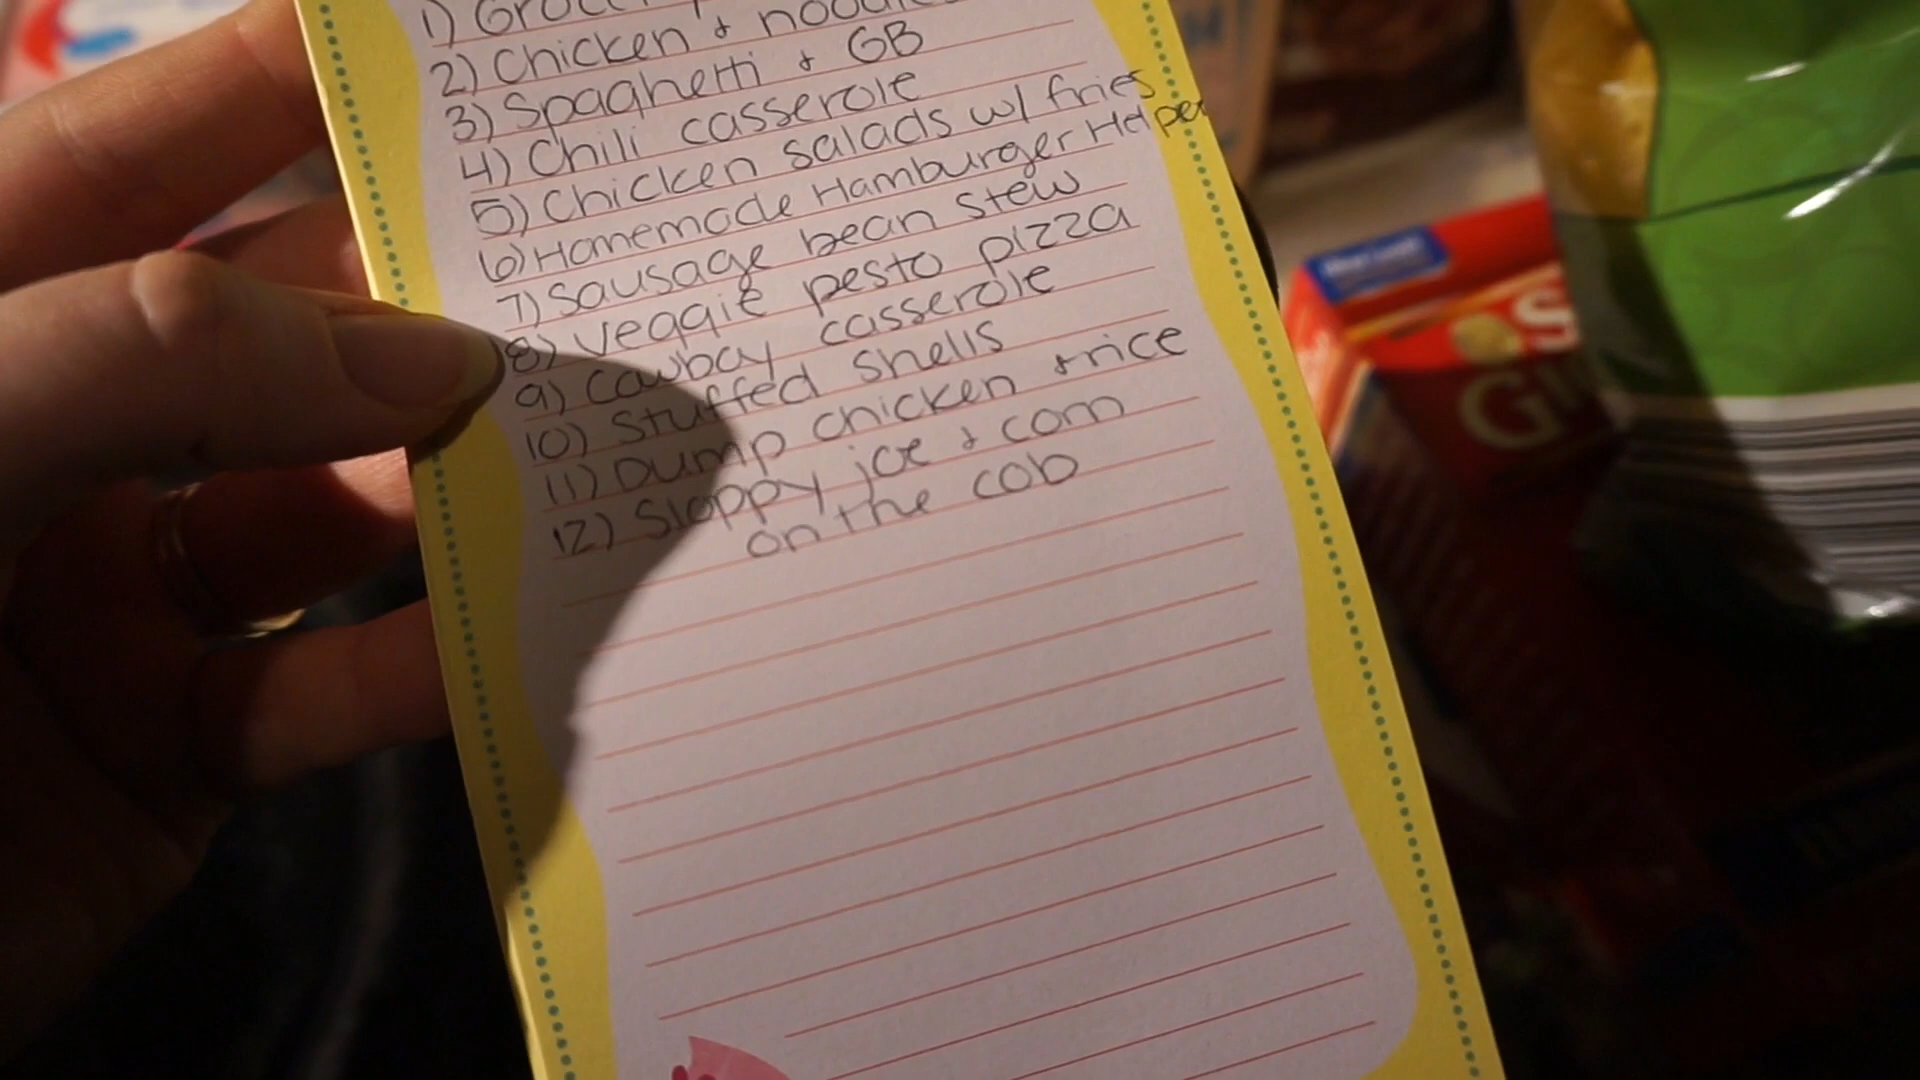 1)
2) Chicken & noodles
3) Spaghetti & GB
4) Chili casserole
5) Chicken salads w/ fries
6) Homemade Hamburger Helper
7) Sausage bean stew
8) Veggie pesto pizza
9) Cowboy casserole
10) Stuffed shells
11) Dump chicken & rice
12) Sloppy joe & corn
on the cob